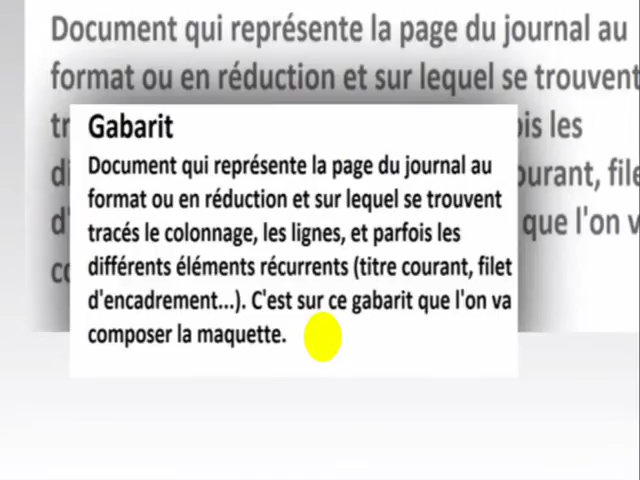 Document qui représente la page du journal au
format ou en réduction et sur lequel se trouvent
Gabarit
Document qui représente la page du journal au
format ou en réduction et sur lequel se trouvent
tracés le colonnage, les lignes, et parfois les
différents éléments récurrents (titre courant, filet
d'encadrement...). C'est sur ce gabarit que l'on va
composer la maquette.
les
que l'on